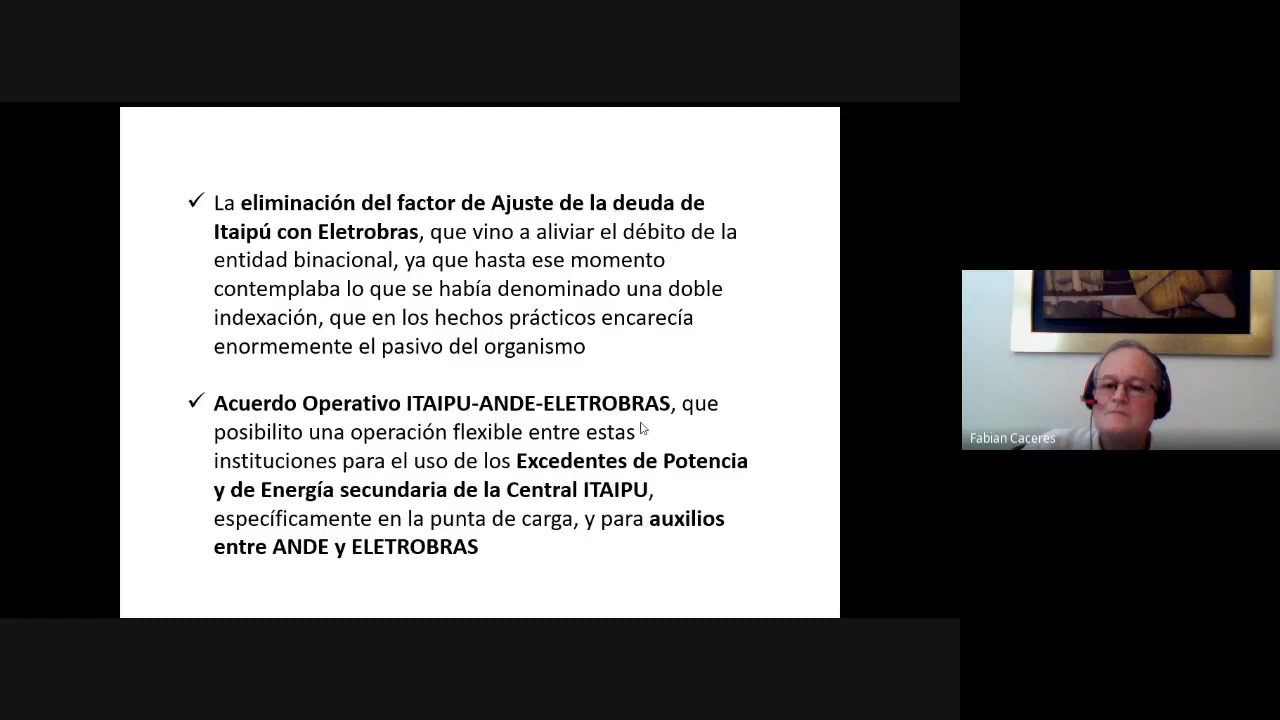 ✓ La eliminación del factor de Ajuste de la deuda de
Itaipú con Eletrobras, que vino a aliviar el débito de la
entidad binacional, ya que hasta ese momento
contemplaba lo que se había denominado una doble
indexación, que en los hechos prácticos encarecía
enormemente el pasivo del organismo
✓ Acuerdo Operativo ITAIPU-ANDE-ELETROBRAS, que
posibilito una operación flexible entre estas
instituciones para el uso de los Excedentes de Potencia
y de Energía secundaria de la Central ITAIPU,
específicamente en la punta de carga, y para auxilios
entre ANDE y ELETROBRAS
Fabian Caceres